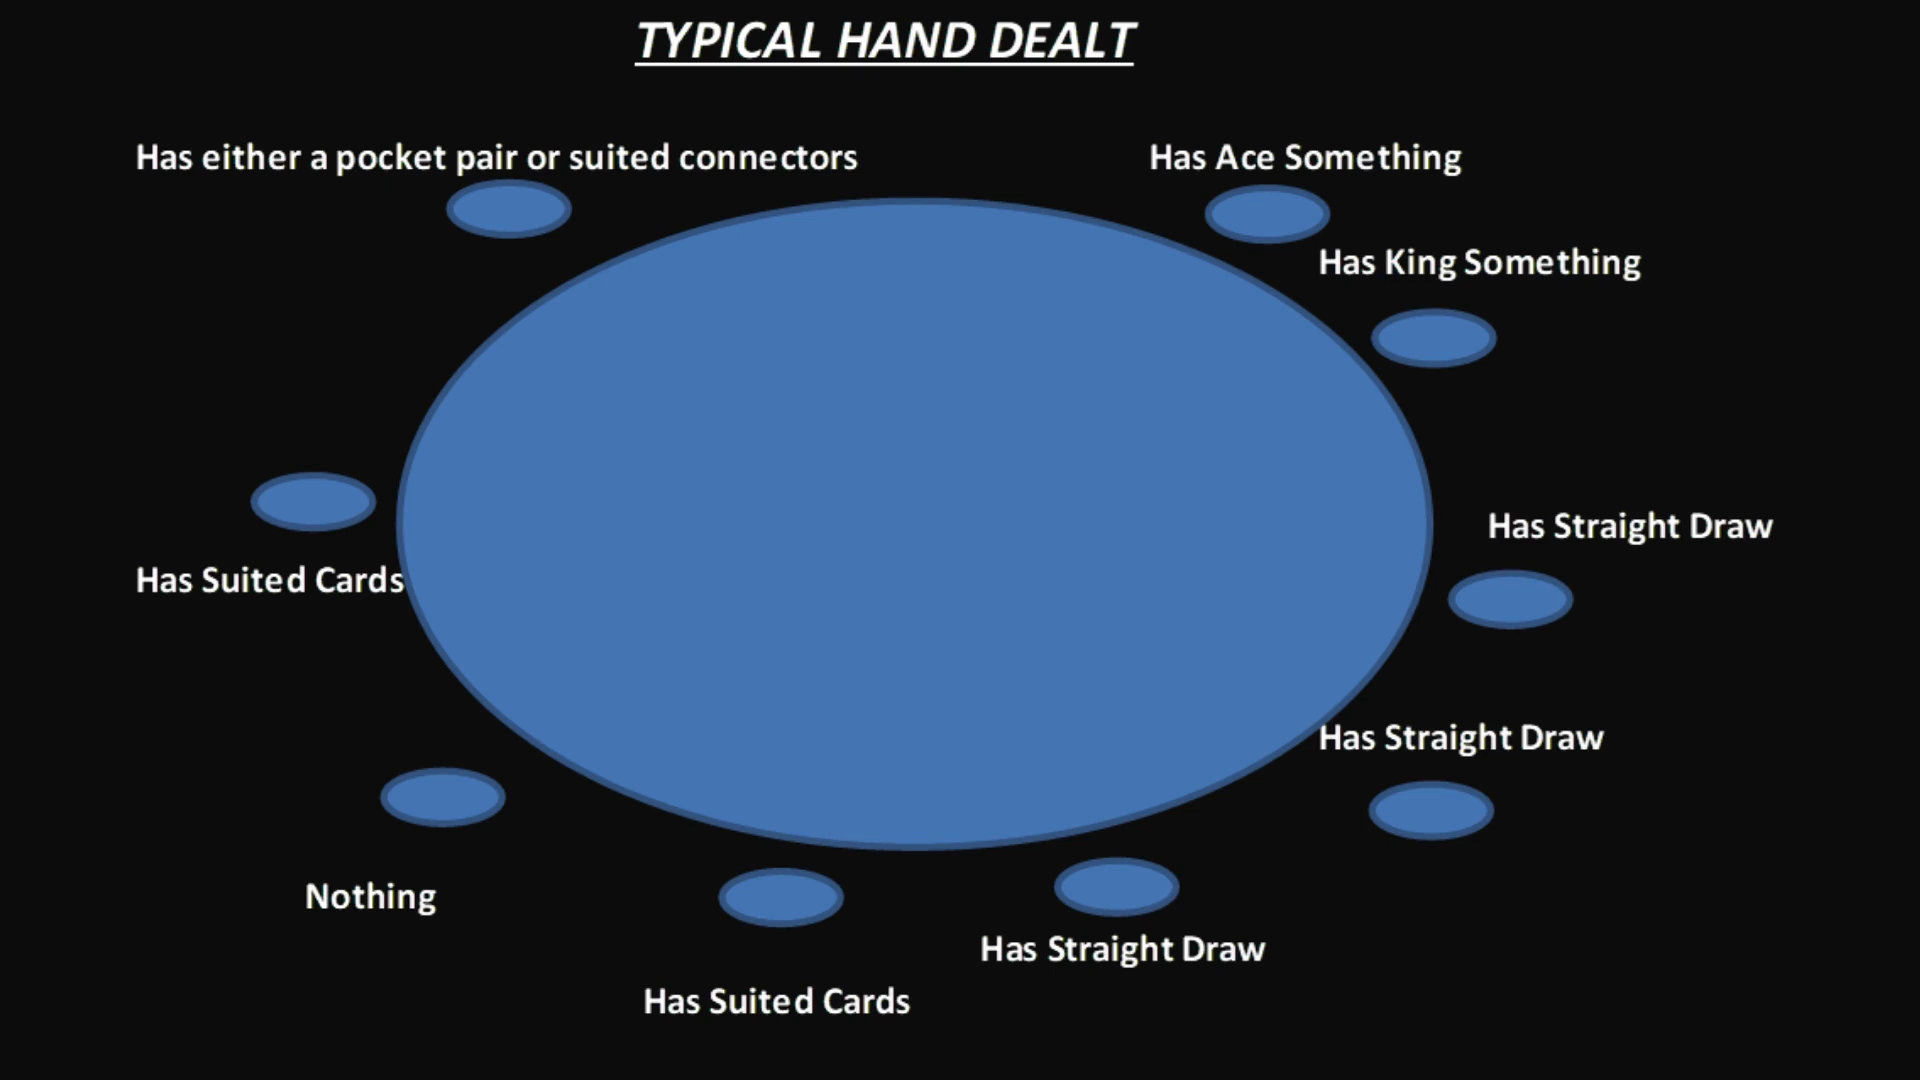 TYPICAL HAND DEALT
Has either a pocket pair or suited connectors
Has Ace Something
Has King Something
Has Straight Draw
Has Suited Cards
Has Straight Draw
Nothing
Has Straight Draw
Has Suited Cards